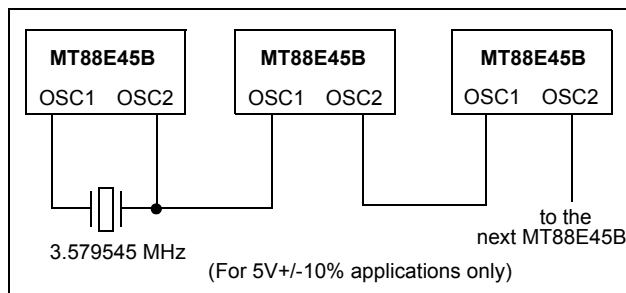 MT88E45B MT88E45B MT88E45B
OSC1 OSC2 OSC1 OSC2 OSC1 OSC2
3.579545 MHz
to the
next MT88E45B
(For 5V+/-10% applications only)